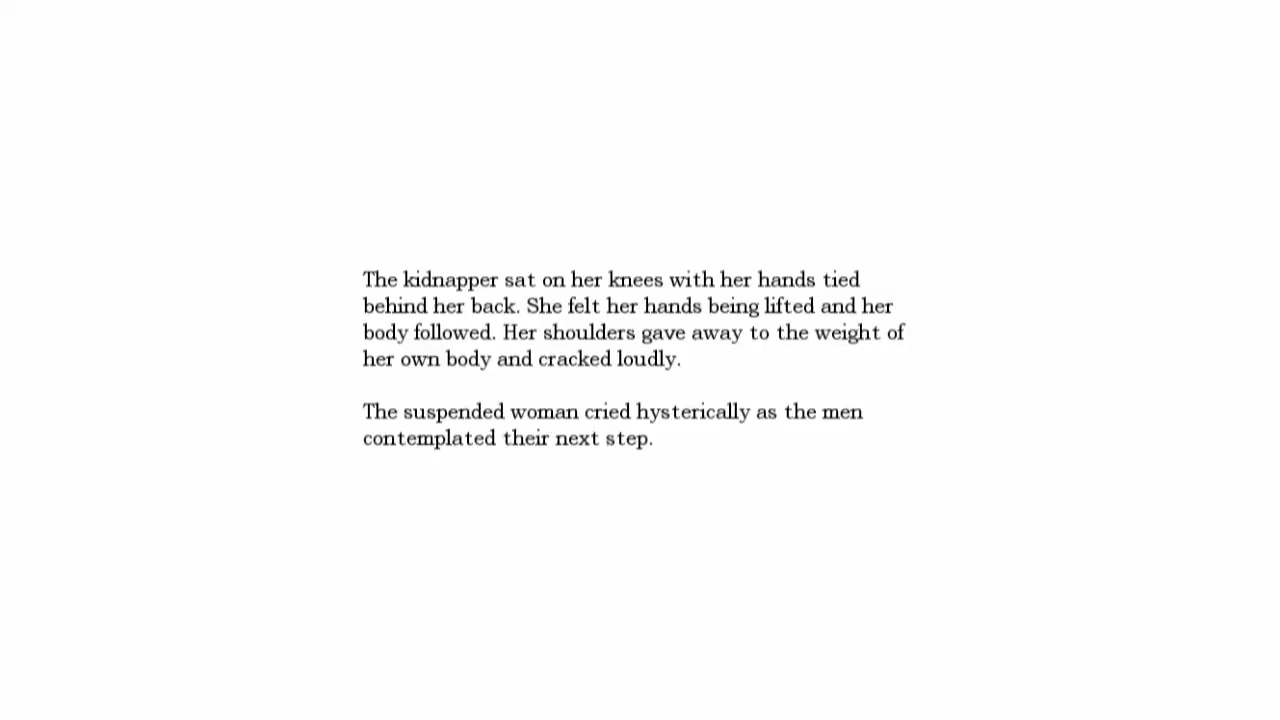 The kidnapper sat on her knees with her hands tied
behind her back. She felt her hands being lifted and her
body followed. Her shoulders gave away to the weight of
her own body and cracked loudly.
The suspended woman cried hysterically as the men
contemplated their next step.